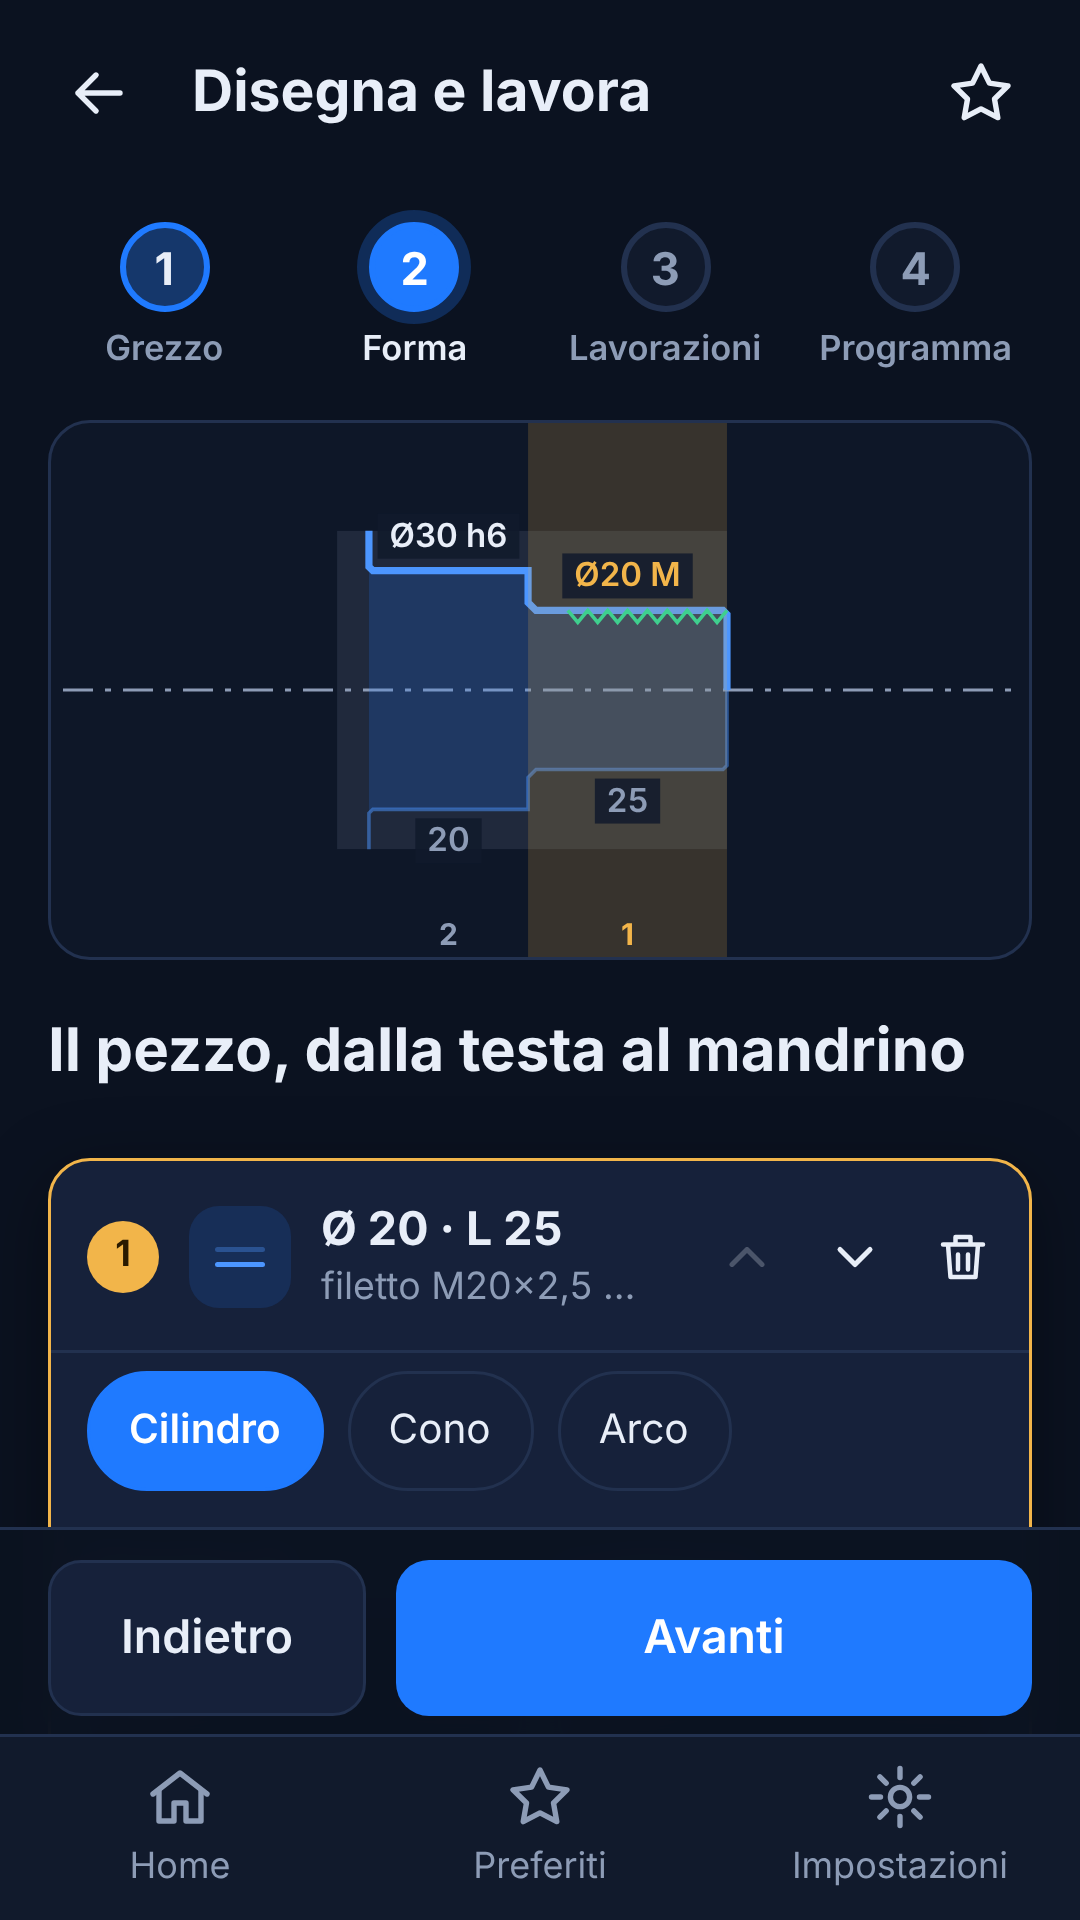 Disegna e lavora
1 2 3 4
Grezzo Forma Lavorazioni Programma
Ø30 h6
Ø20 M
25
20
2 1
Il pezzo, dalla testa al mandrino
1
Ø 20 · L 25
filetto M20×2,5 ...
Cilindro Cono Arco
Indietro Avanti
Home Preferiti Impostazioni